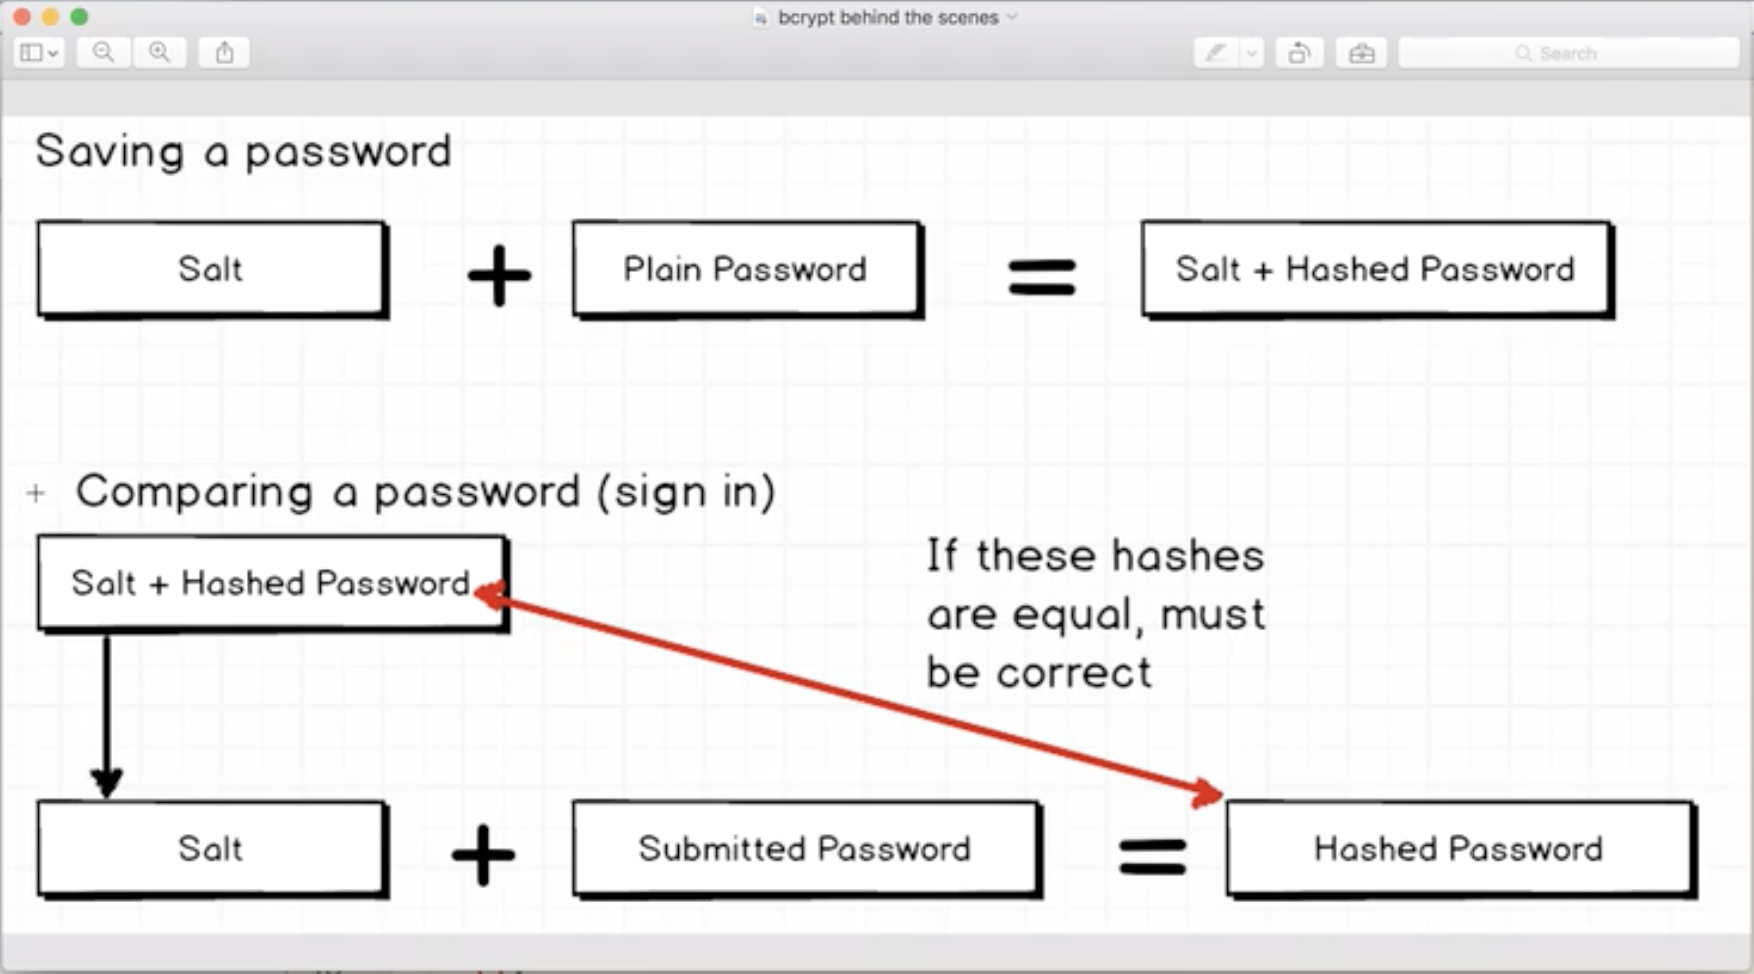 bcrypt behind the scenes
Search
Saving a password
Salt + Plain Password = Salt + Hashed Password
+ Comparing a password (sign in)
Salt + Hashed Password
If these hashes
are equal, must
be correct
Salt + Submitted Password = Hashed Password